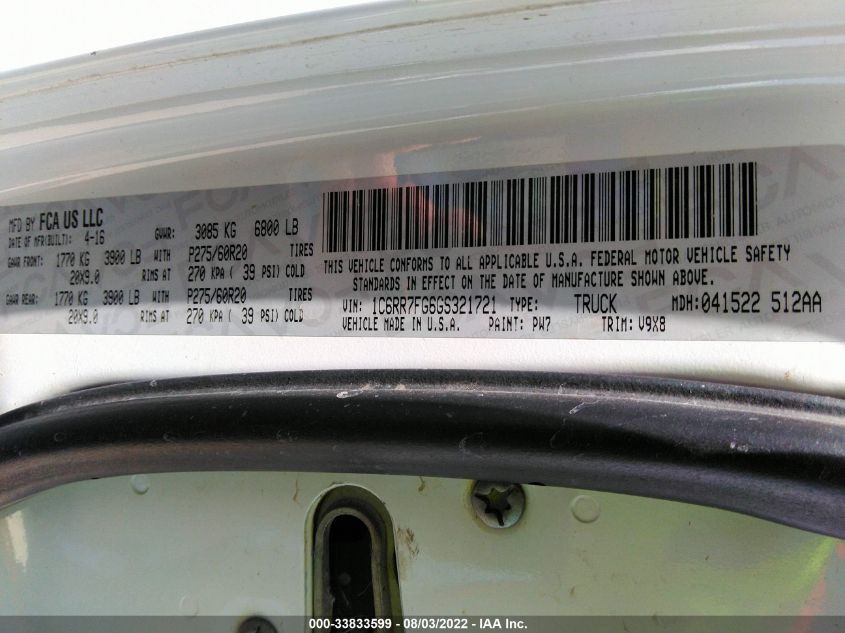 MFD BY FCA US LLC
DATE OF MFR(BUILT): 4-16 GVWR: 3085 KG 6800 LB
GAWR FRONT: 1770 KG 3900 LB WITH P275/60R20 TIRES
20X9.0 RIMS AT 270 KPA ( 39 PSI) COLD
GAWR REAR: 1770 KG 3900 LB WITH P275/60R20 TIRES
20X9.0 RIMS AT 270 KPA ( 39 PSI) COLD
THIS VEHICLE CONFORMS TO ALL APPLICABLE U.S.A. FEDERAL MOTOR VEHICLE SAFETY
STANDARDS IN EFFECT ON THE DATE OF MANUFACTURE SHOWN ABOVE.
VIN: 1C6RR7FG6GS321721 TYPE: TRUCK MDH: 041522 512AA
VEHICLE MADE IN U.S.A. PAINT: PW7 TRIM: V9X8
000-33833599 - 08/03/2022 - IAA Inc.